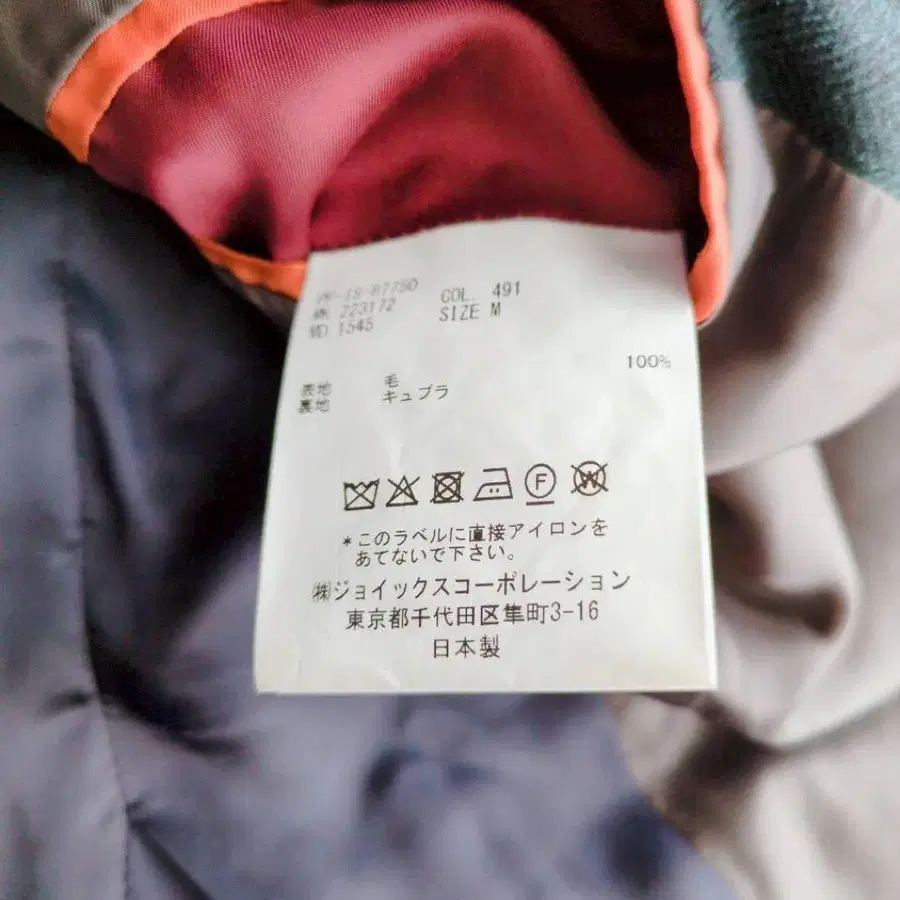 223172
1545
COL. 491
SIZE M
100%
表地 毛
裏地 キュプラ
F
W
*このラベルに直接アイロンを
あてないで下さい。
㈱ジョイックスコーポレーション
東京都千代田区隼町3-16
日本製